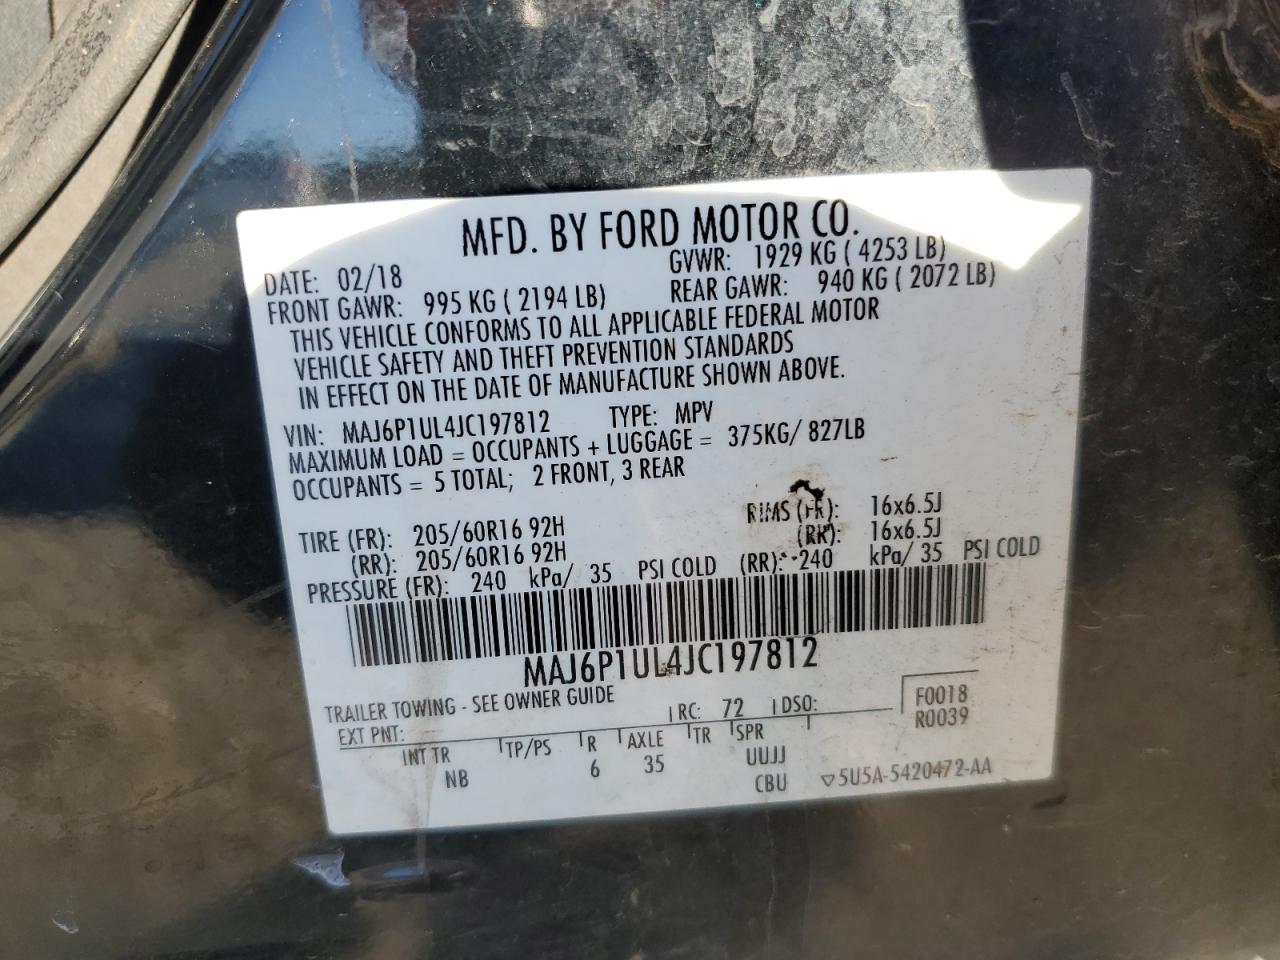 MFD. BY FORD MOTOR CO.
DATE: 02/18 GVWR: 1929 KG ( 4253 LB)
FRONT GAWR: 995 KG ( 2194 LB) REAR GAWR: 940 KG ( 2072 LB)
THIS VEHICLE CONFORMS TO ALL APPLICABLE FEDERAL MOTOR
VEHICLE SAFETY AND THEFT PREVENTION STANDARDS
IN EFFECT ON THE DATE OF MANUFACTURE SHOWN ABOVE.
VIN: MAJ6P1UL4JC197812 TYPE: MPV
MAXIMUM LOAD = OCCUPANTS + LUGGAGE = 375KG/ 827LB
OCCUPANTS = 5 TOTAL; 2 FRONT, 3 REAR
TIRE (FR): 205/60R16 92H RIMS (FR): 16x6.5J
(RR): 205/60R16 92H (RR): 16x6.5J
PRESSURE (FR): 240 kPa/ 35 PSI COLD (RR): 240 kPa/ 35 PSI COLD
MAJ6P1UL4JC197812
TRAILER TOWING - SEE OWNER GUIDE
EXT PNT: RC: 72 DSO: F0018
R0039
INT TR TP/PS R AXLE TR SPR
NB 6 35 UUJJ
CBU ▽5U5A-5420472-AA